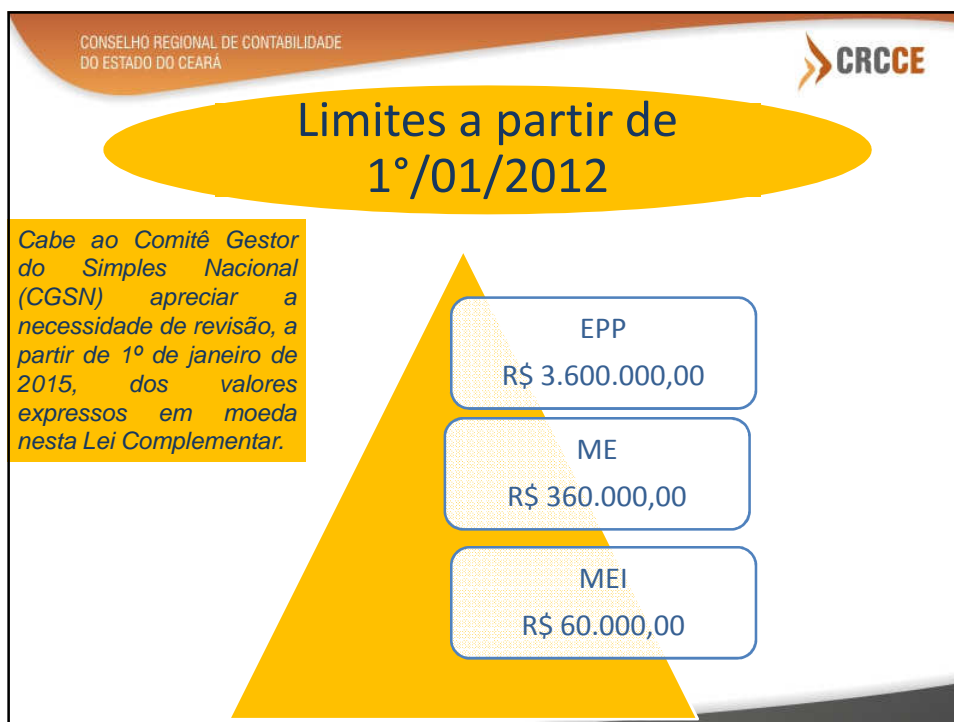 CONSELHO REGIONAL DE CONTABILIDADE
DO ESTADO DO CEARÁ
CRCCE
Limites a partir de
1°/01/2012
Cabe ao Comitê Gestor
do Simples Nacional
(CGSN) apreciar a
necessidade de revisão, a
partir de 1º de janeiro de
2015, dos valores
expressos em moeda
nesta Lei Complementar.
EPP
R$ 3.600.000,00
ME
R$ 360.000,00
MEI
R$ 60.000,00